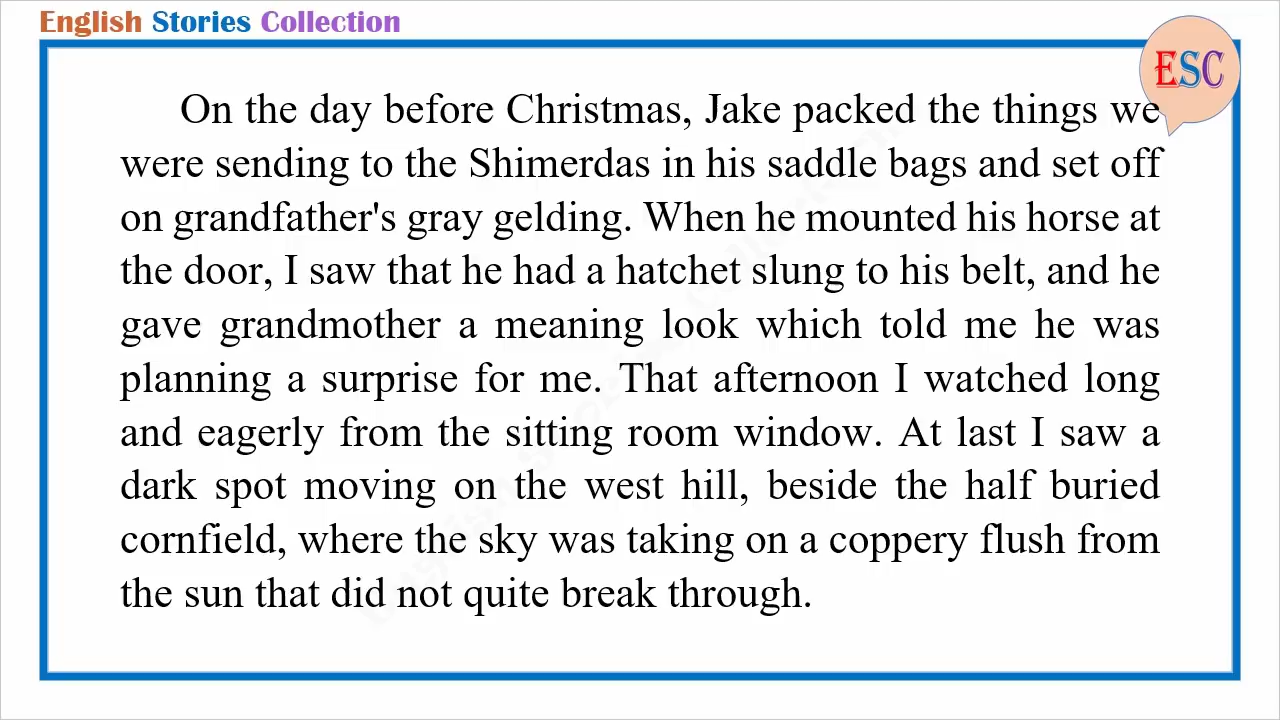 English Stories Collection
ESC
On the day before Christmas, Jake packed the things we
were sending to the Shimerdas in his saddle bags and set off
on grandfather's gray gelding. When he mounted his horse at
the door, I saw that he had a hatchet slung to his belt, and he
gave grandmother a meaning look which told me he was
planning a surprise for me. That afternoon I watched long
and eagerly from the sitting room window. At last I saw a
dark spot moving on the west hill, beside the half buried
cornfield, where the sky was taking on a coppery flush from
the sun that did not quite break through.